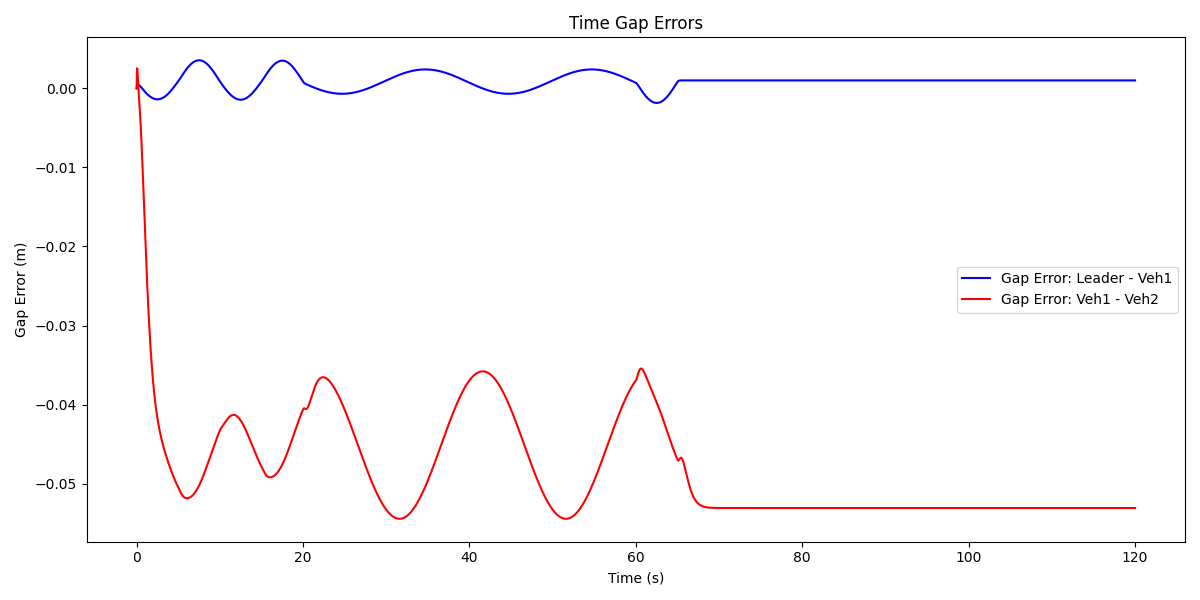 Time Gap Errors
Gap Error (m)
0.00
−0.01
−0.02
−0.03
−0.04
−0.05
Gap Error: Leader - Veh1
Gap Error: Veh1 - Veh2
0 20 40 60 80 100 120
Time (s)